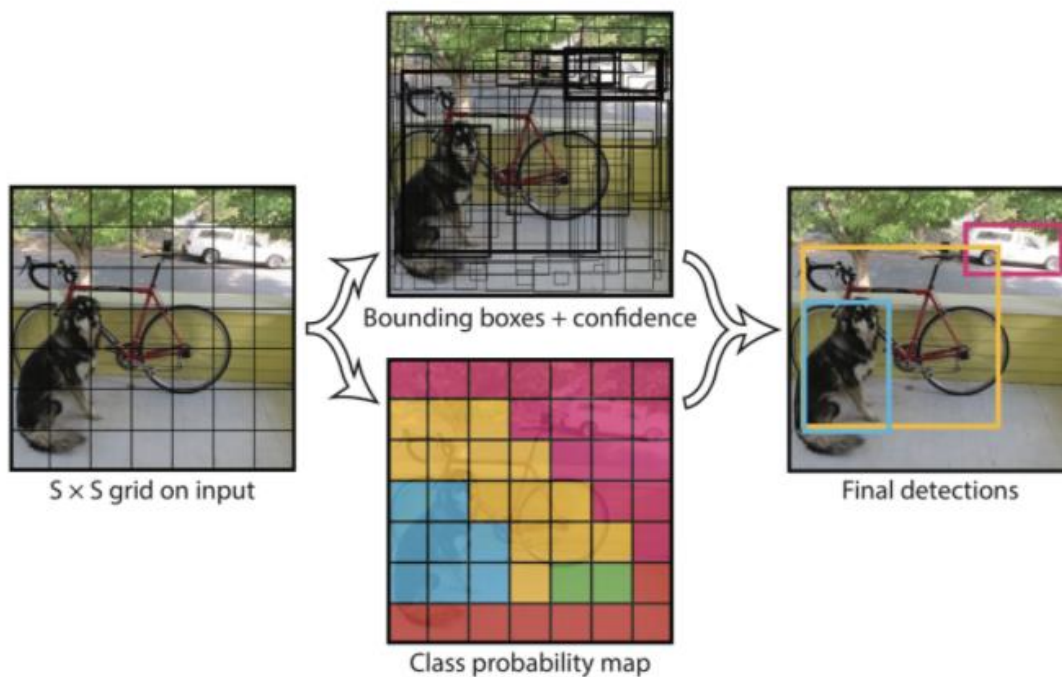 S × S grid on input
Bounding boxes + confidence
Class probability map
Final detections